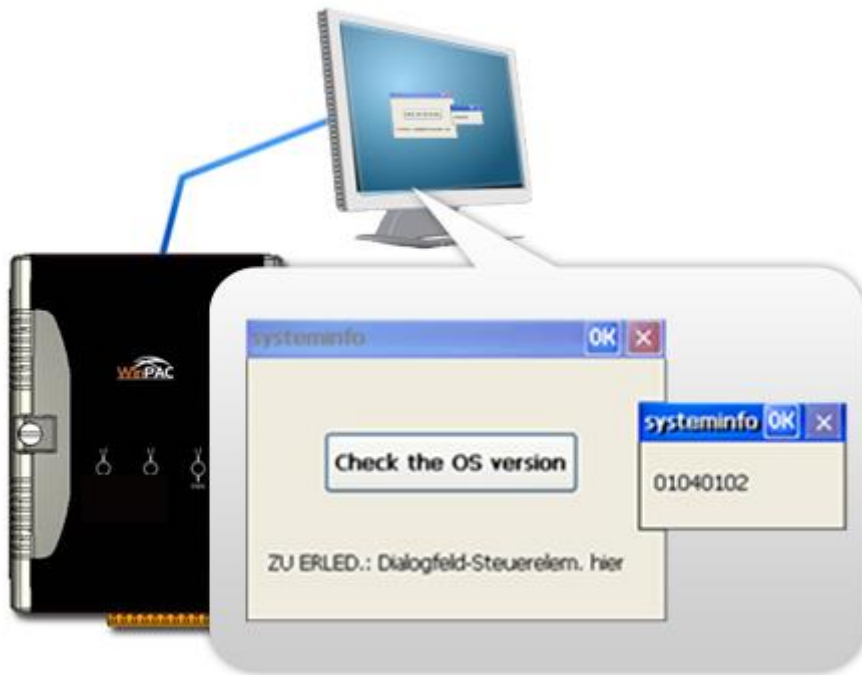 WinPAC
systeminfo OK
Check the OS version
ZU ERLED.: Dialogfeld-Steuerelem. hier
systeminfo OK
01040102